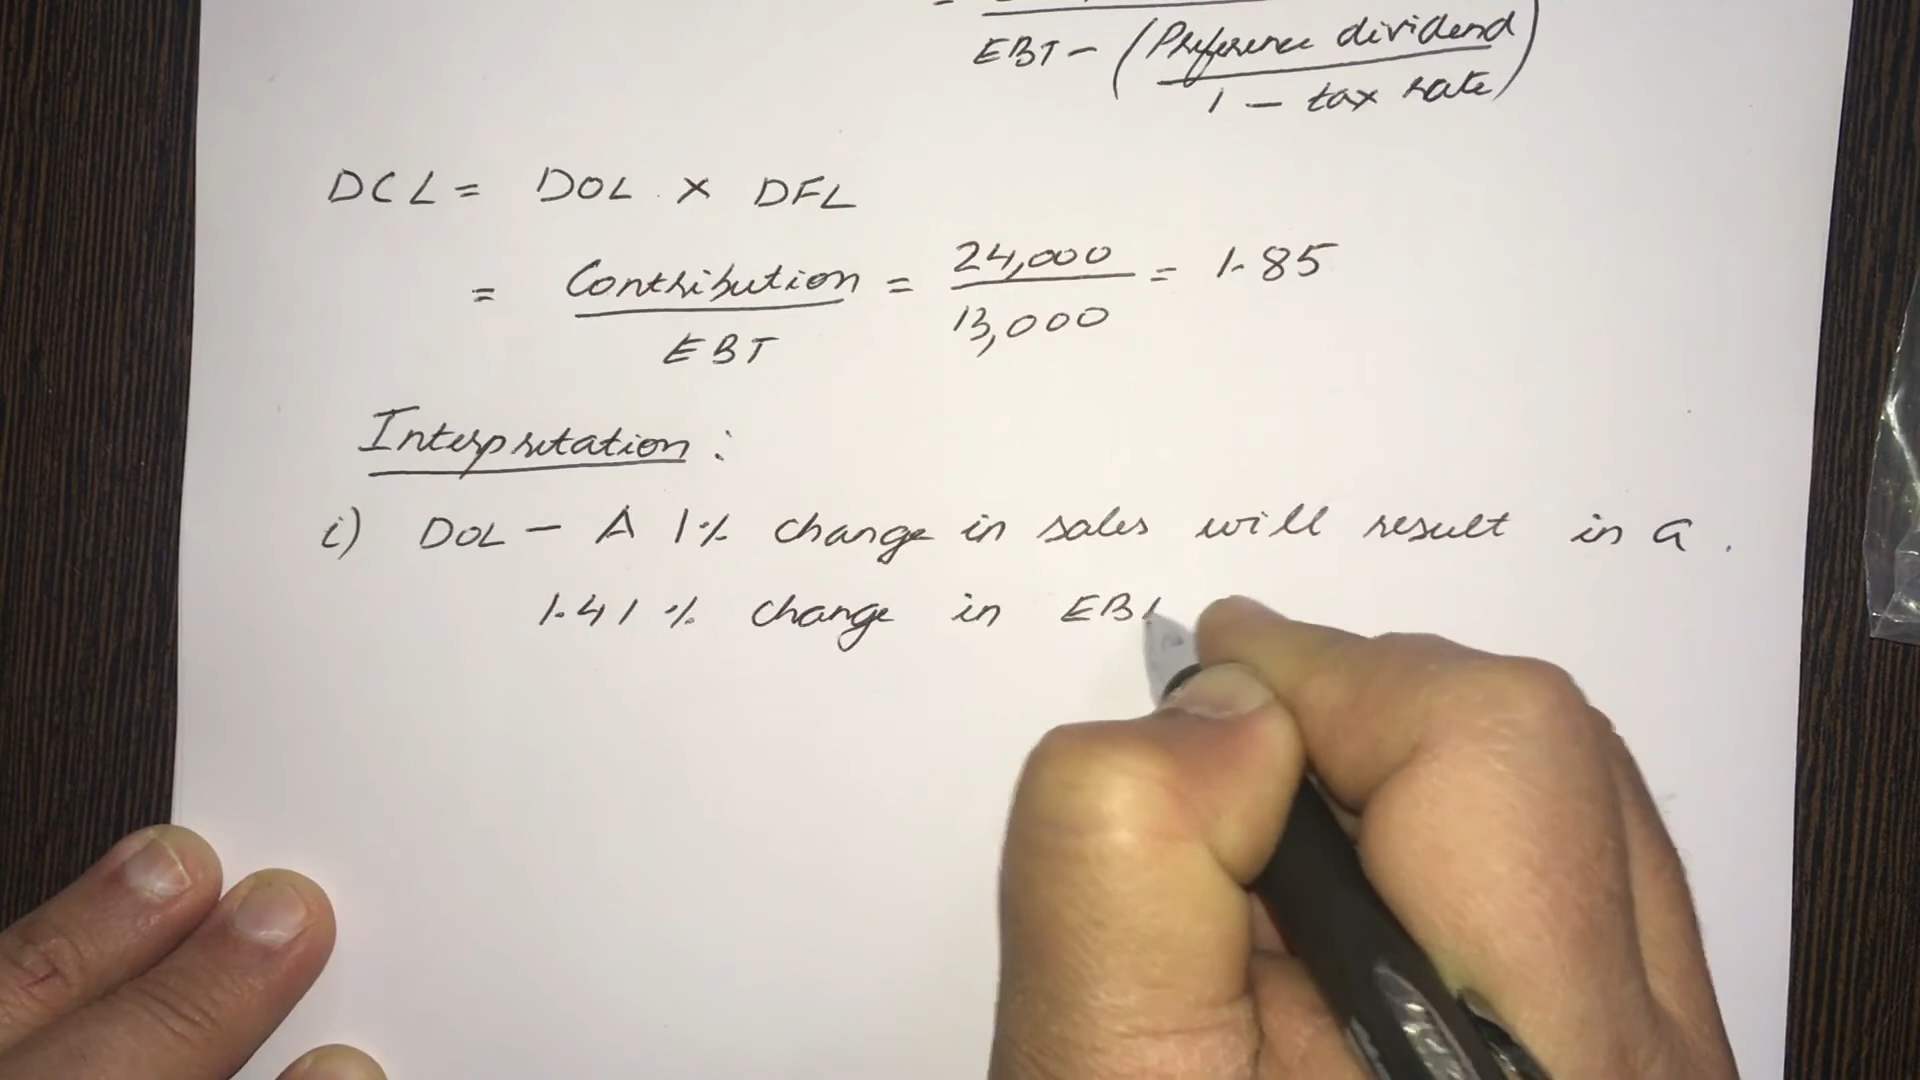 =
EBT - (Preference dividend / 1 - tax rate)
DCL = DOL x DFL
= Contribution / EBT = 24,000 / 13,000 = 1.85
Interpretation :
i) DOL - A 1% change in sales will result in a
1.41 % change in EBI